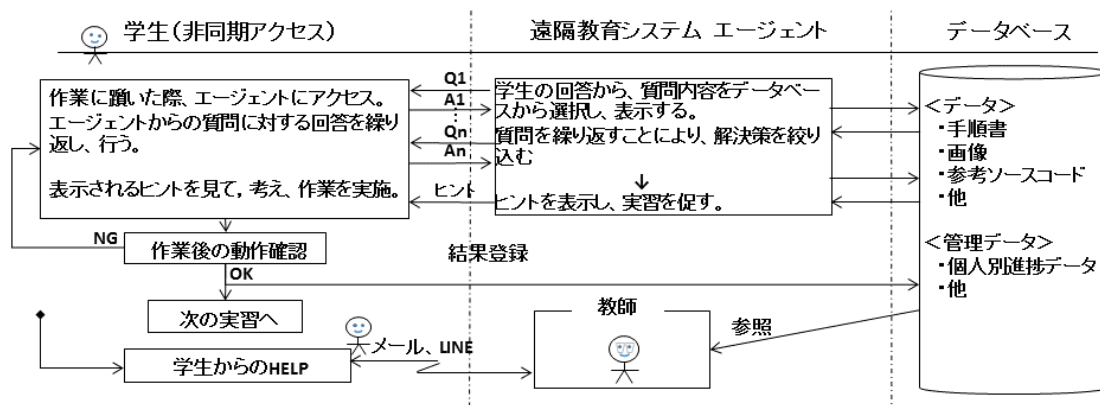 学生(非同期アクセス)
遠隔教育システム エージェント
データベース
作業に躓いた際、エージェントにアクセス。
エージェントからの質問に対する回答を繰り
返し、行う。
表示されるヒントを見て,考え、作業を実施。
Q1
A1
Qn
An
ヒント
学生の回答から、質問内容をデータベー
スから選択し、表示する。
質問を繰り返すことにより、解決策を絞り
込む
ヒントを表示し、実習を促す。
<データ>
・手順書
・画像
・参考ソースコード
・他
<管理データ>
・個人別進捗データ
・他
NG
作業後の動作確認
OK
結果登録
次の実習へ
教師
参照
学生からのHELP
メール、LINE